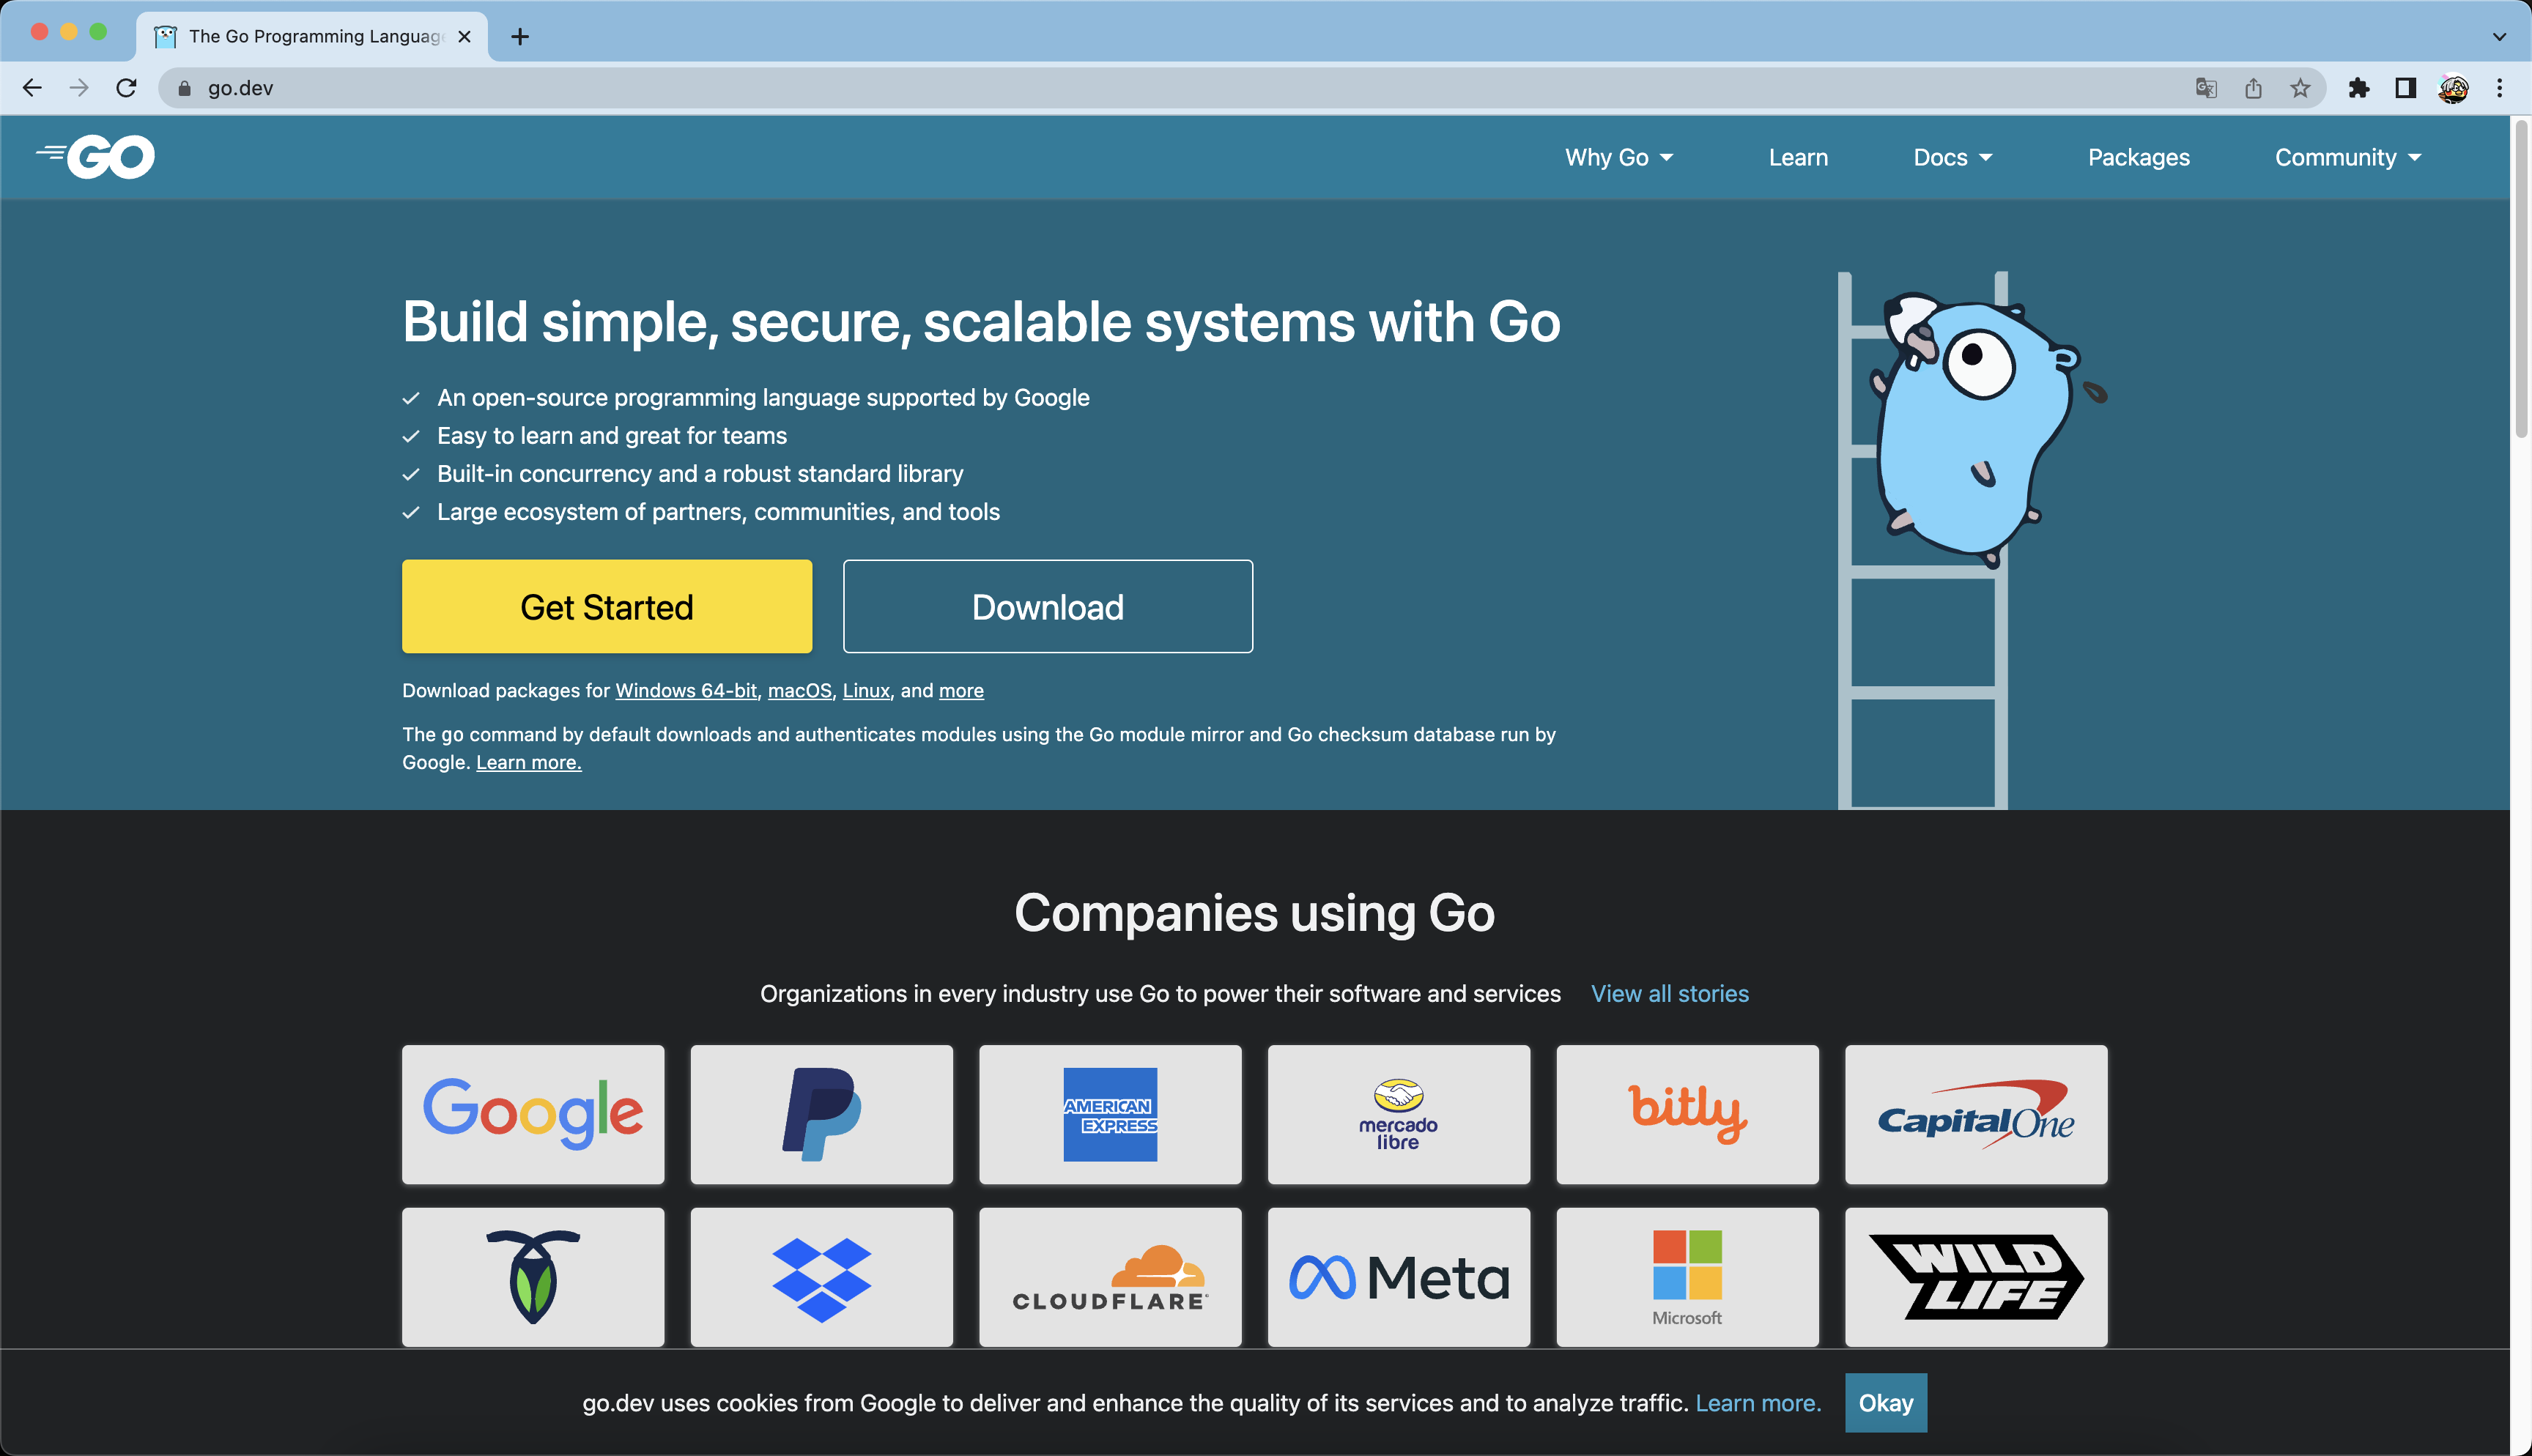 The Go Programming Language
go.dev
GO
Why Go
Learn
Docs
Packages
Community
Build simple, secure, scalable systems with Go
An open-source programming language supported by Google
Easy to learn and great for teams
Built-in concurrency and a robust standard library
Large ecosystem of partners, communities, and tools
Get Started
Download
Download packages for Windows 64-bit, macOS, Linux, and more
The go command by default downloads and authenticates modules using the Go module mirror and Go checksum database run by
Google. Learn more.
Companies using Go
Organizations in every industry use Go to power their software and services View all stories
Google
AMERICAN
EXPRESS
mercado
libre
bitly
CapitalOne
CLOUDFLARE
Meta
Microsoft
WILD
LIFE
go.dev uses cookies from Google to deliver and enhance the quality of its services and to analyze traffic. Learn more.
Okay